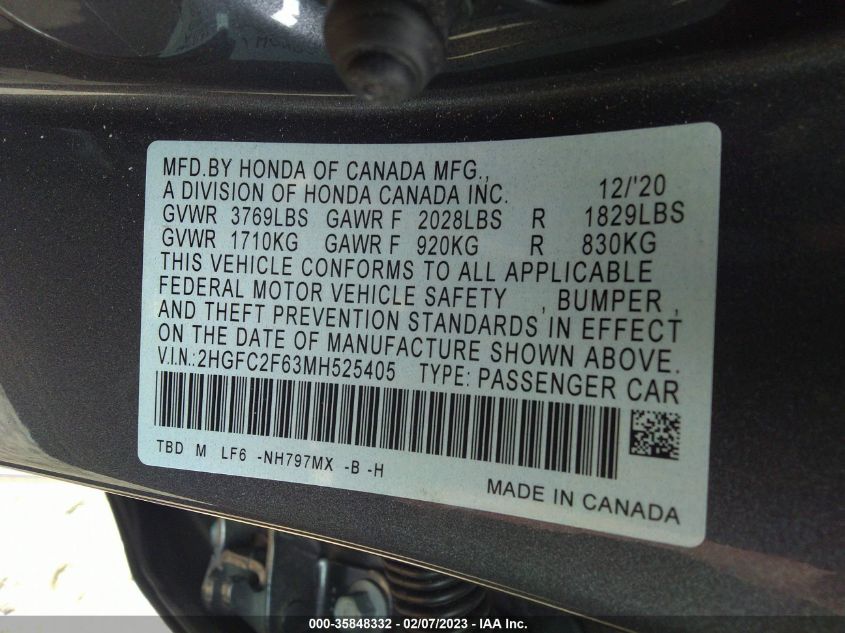 MFD.BY HONDA OF CANADA MFG.,
A DIVISION OF HONDA CANADA INC. 12/'20
GVWR 3769LBS GAWR F 2028LBS R 1829LBS
GVWR 1710KG GAWR F 920KG R 830KG
THIS VEHICLE CONFORMS TO ALL APPLICABLE
FEDERAL MOTOR VEHICLE SAFETY , BUMPER ,
AND THEFT PREVENTION STANDARDS IN EFFECT
ON THE DATE OF MANUFACTURE SHOWN ABOVE.
V.I.N.:2HGFC2F63MH525405 TYPE: PASSENGER CAR
TBD M LF6 -NH797MX -B -H
MADE IN CANADA
000-35848332 - 02/07/2023 - IAA Inc.